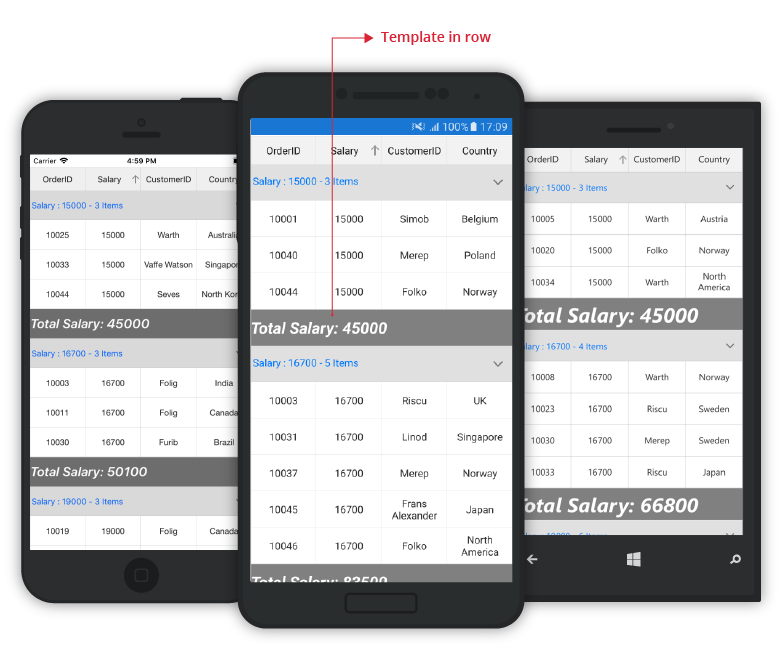 Template in row
Carrier 4:59 PM
OrderID Salary ↑ CustomerID Country
Salary : 15000 - 3 Items
10025 15000 Warth Australi
10033 15000 Vaffe Watson Singapor
10044 15000 Seves North Kor
Total Salary: 45000
Salary : 16700 - 3 Items
10003 16700 Folig India
10011 16700 Folig Canada
10030 16700 Furib Brazil
Total Salary: 50100
Salary : 19000 - 3 Items
10019 19000 Folig Canada
100% 17:09
OrderID Salary ↑ CustomerID Country
Salary : 15000 - 3 Items
10001 15000 Simob Belgium
10040 15000 Merep Poland
10044 15000 Folko Norway
Total Salary: 45000
Salary : 16700 - 5 Items
10003 16700 Riscu UK
10031 16700 Linod Singapore
10037 16700 Merep Norway
10045 16700 Frans Alexander Japan
10046 16700 Folko North America
Total Salary: 83500
OrderID Salary ↑ CustomerID Country
alary : 15000 - 3 Items
10005 15000 Warth Austria
10020 15000 Folko Norway
10034 15000 Warth North America
otal Salary: 45000
alary : 16700 - 4 Items
10008 16700 Warth Norway
10023 16700 Riscu Sweden
10030 16700 Merep Sweden
10033 16700 Riscu Japan
otal Salary: 66800